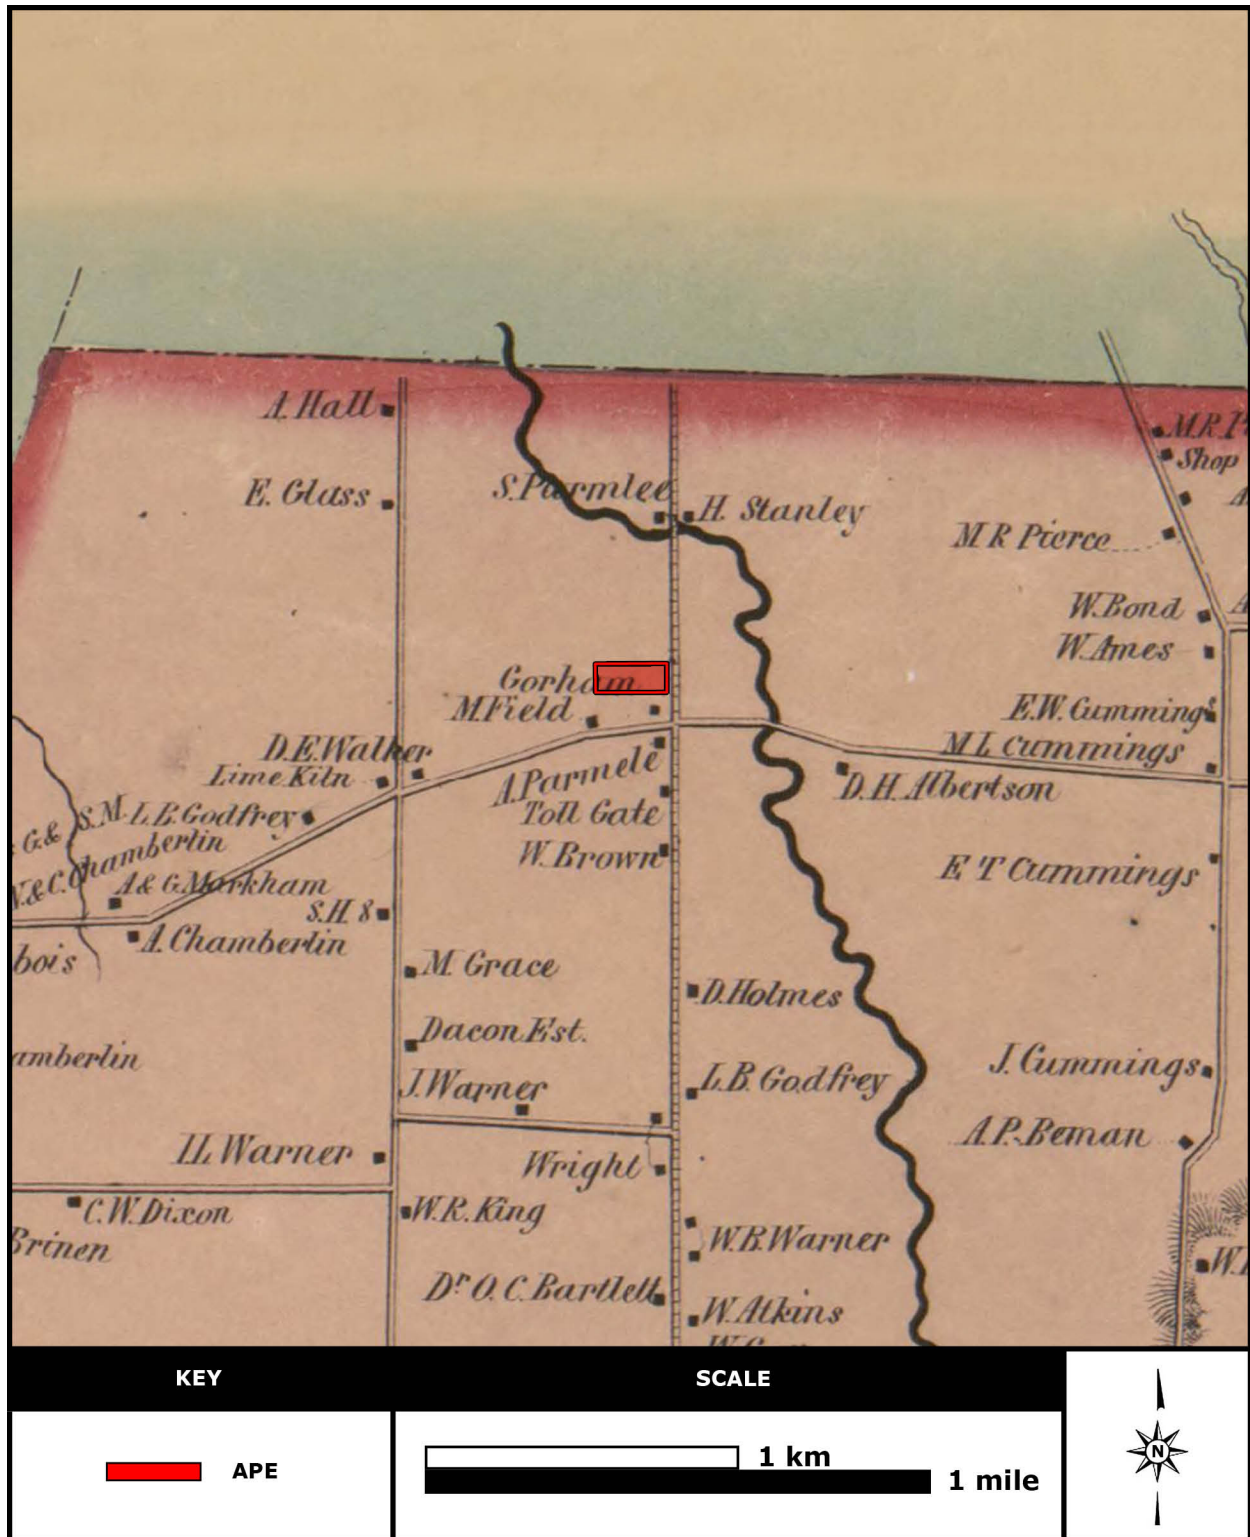 A. Hall
M.R.P
Shop
E. Glass
S. Parmlee
H. Stanley
M R Pierce
W. Bond
W. Ames
Gorham
M. Field
E.W. Cummings
D.E. Walker
M L Cummings
Lime Kiln
A. Parmele
D.H. Albertson
S.M. L.B. Godfrey
Toll Gate
G. &
& C. Chamberlin
W. Brown
E T Cummings
A & G. Markham
S.H. 8
A. Chamberlin
bois
M. Grace
D. Holmes
Dacon Est.
amberlin
J. Cummings
J. Warner
L.B. Godfrey
A.P. Beman
H. Warner
Wright
C.W. Dixon
W.R. King
Brinen
W.B. Warner
Dr O.C. Bartlett
W. Atkins
KEY
SCALE
APE
1 km
1 mile
N